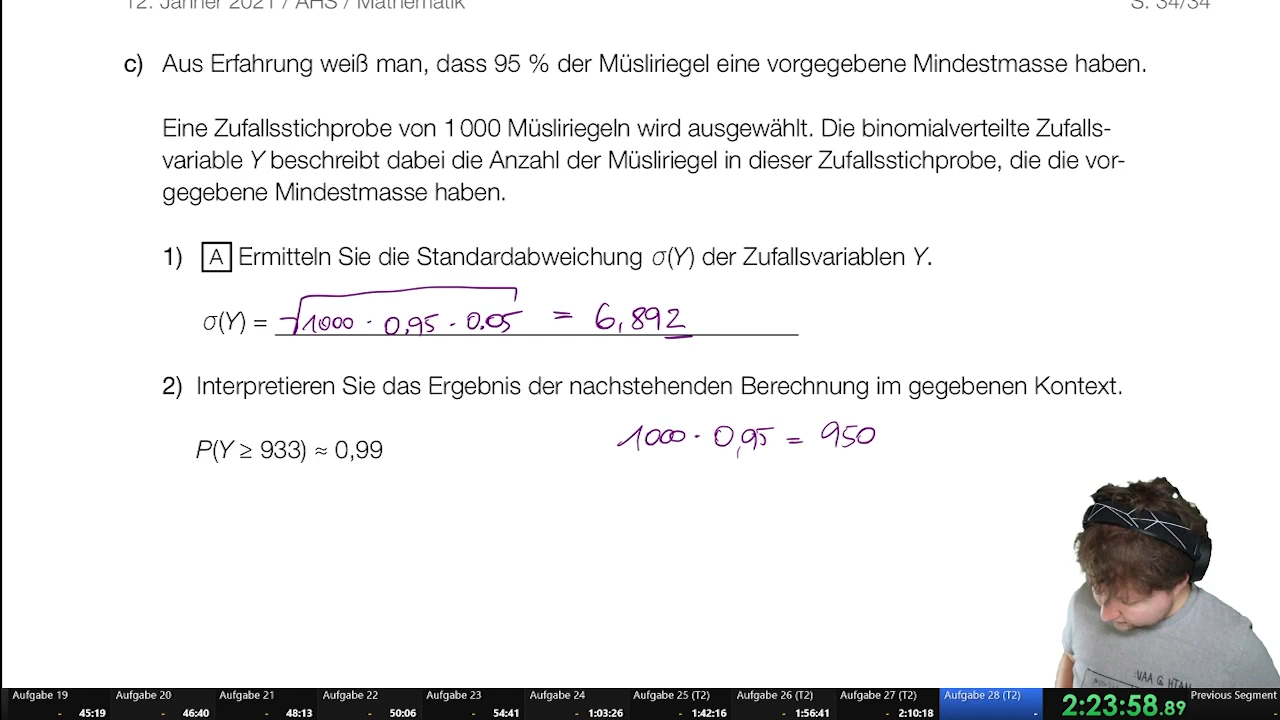 12. Jänner 2021 / AHS / Mathematik S. 34/34
c) Aus Erfahrung weiß man, dass 95 % der Müsliriegel eine vorgegebene Mindestmasse haben.
Eine Zufallsstichprobe von 1 000 Müsliriegeln wird ausgewählt. Die binomialverteilte Zufalls-
variable Y beschreibt dabei die Anzahl der Müsliriegel in dieser Zufallsstichprobe, die die vor-
gegebene Mindestmasse haben.
1) A Ermitteln Sie die Standardabweichung σ(Y) der Zufallsvariablen Y.
σ(Y) = √1000 · 0,95 · 0.05 = 6,892
2) Interpretieren Sie das Ergebnis der nachstehenden Berechnung im gegebenen Kontext.
1000 · 0,95 = 950
P(Y ≥ 933) ≈ 0,99
Aufgabe 19 Aufgabe 20 Aufgabe 21 Aufgabe 22 Aufgabe 23 Aufgabe 24 Aufgabe 25 (T2) Aufgabe 26 (T2) Aufgabe 27 (T2) Aufgabe 28 (T2) 2:23:58.89 Previous Segment
- 45:19 - 46:40 - 48:13 - 50:06 - 54:41 - 1:03:26 - 1:42:16 - 1:56:41 - 2:10:18 - -